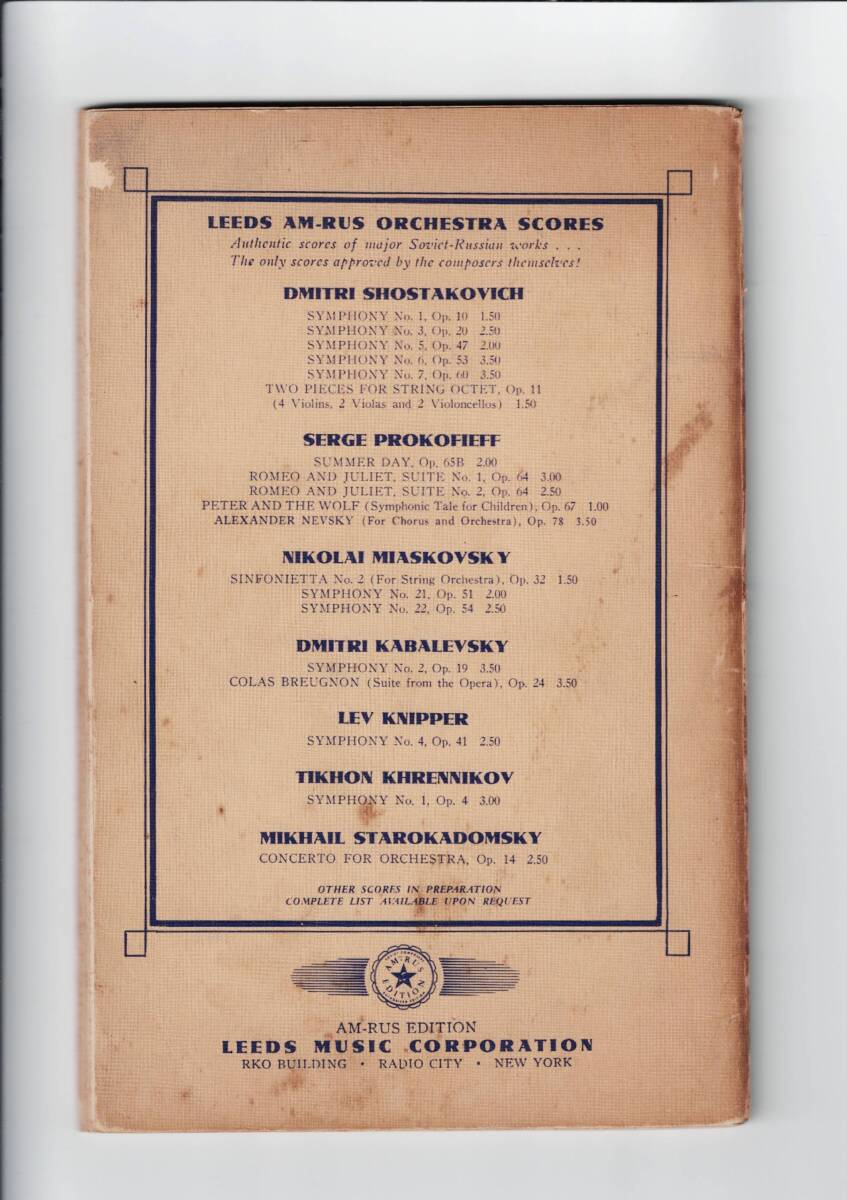 LEEDS AM-RUS ORCHESTRA SCORES
Authentic scores of major Soviet-Russian works . . .
The only scores approved by the composers themselves!
DMITRI SHOSTAKOVICH
SYMPHONY No. 1, Op. 10 1.50
SYMPHONY No. 3, Op. 20 2.50
SYMPHONY No. 5, Op. 47 2.00
SYMPHONY No. 6, Op. 53 3.50
SYMPHONY No. 7, Op. 60 3.50
TWO PIECES FOR STRING OCTET, Op. 11
(4 Violins, 2 Violas and 2 Violoncellos) 1.50
SERGE PROKOFIEFF
SUMMER DAY, Op. 65B 2.00
ROMEO AND JULIET, SUITE No. 1, Op. 64 3.00
ROMEO AND JULIET, SUITE No. 2, Op. 64 2.50
PETER AND THE WOLF (Symphonic Tale for Children), Op. 67 1.00
ALEXANDER NEVSKY (For Chorus and Orchestra), Op. 78 3.50
NIKOLAI MIASKOVSKY
SINFONIETTA No. 2 (For String Orchestra), Op. 32 1.50
SYMPHONY No. 21, Op. 51 2.00
SYMPHONY No. 22, Op. 54 2.50
DMITRI KABALEVSKY
SYMPHONY No. 2, Op. 19 3.50
COLAS BREUGNON (Suite from the Opera), Op. 24 3.50
LEV KNIPPER
SYMPHONY No. 4, Op. 41 2.50
TIKHON KHRENNIKOV
SYMPHONY No. 1, Op. 4 3.00
MIKHAIL STAROKADOMSKY
CONCERTO FOR ORCHESTRA, Op. 14 2.50
OTHER SCORES IN PREPARATION
COMPLETE LIST AVAILABLE UPON REQUEST
AM-RUS
EDITION
AM-RUS EDITION
LEEDS MUSIC CORPORATION
RKO BUILDING • RADIO CITY • NEW YORK